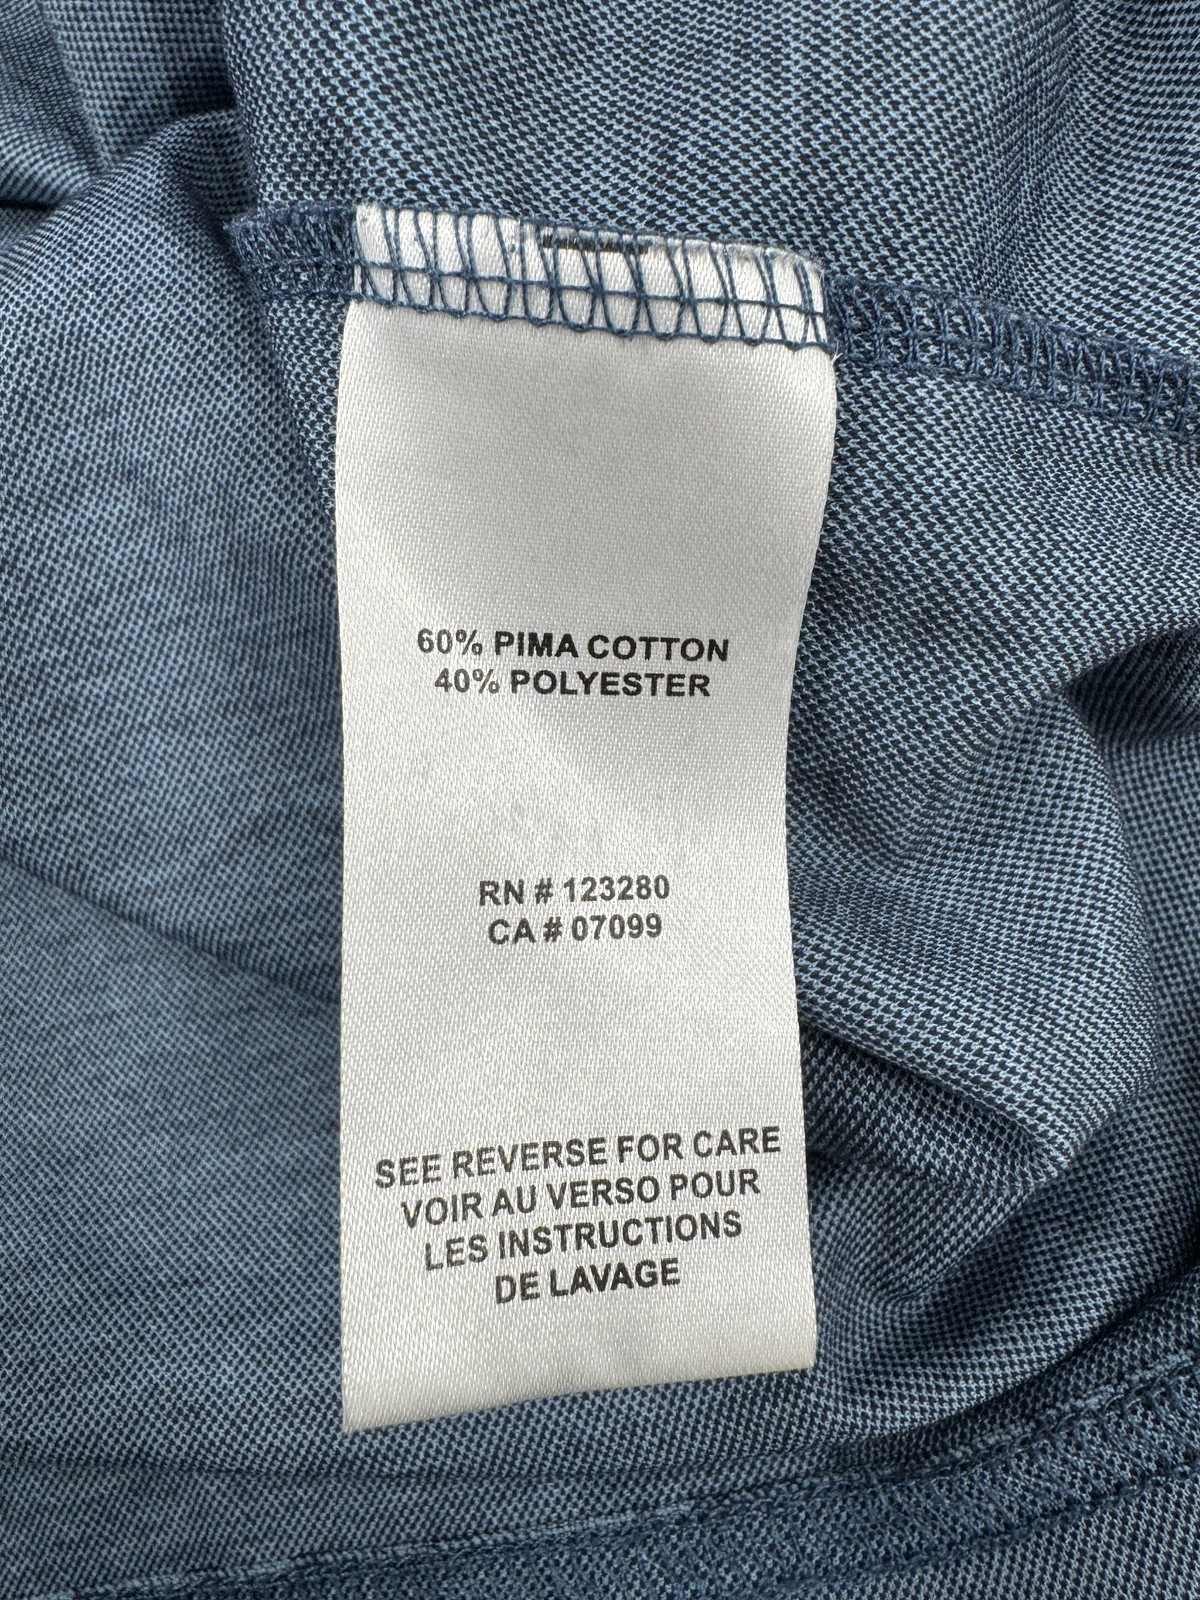 60% PIMA COTTON
40% POLYESTER
RN # 123280
CA # 07099
SEE REVERSE FOR CARE
VOIR AU VERSO POUR
LES INSTRUCTIONS
DE LAVAGE